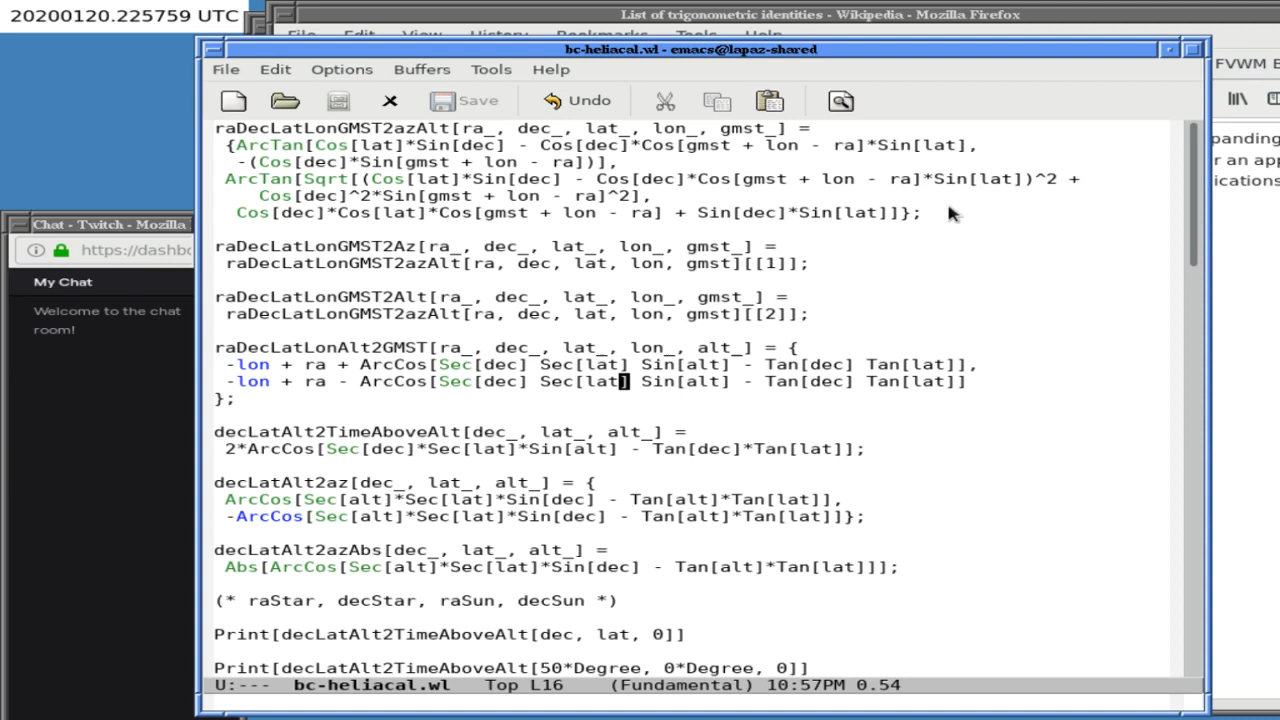 20200120.225759 UTC
List of trigonometric identities - Wikipedia - Mozilla Firefox
File Edit View History Bookmarks Tools Help
bc-heliacal.wl - emacs@lapaz-shared
File Edit Options Buffers Tools Help
FVWM
Save Undo
raDecLatLonGMST2azAlt[ra_, dec_, lat_, lon_, gmst_] =
{ArcTan[Cos[lat]*Sin[dec] - Cos[dec]*Cos[gmst + lon - ra]*Sin[lat],
-(Cos[dec]*Sin[gmst + lon - ra])],
ArcTan[Sqrt[(Cos[lat]*Sin[dec] - Cos[dec]*Cos[gmst + lon - ra]*Sin[lat])^2 +
Cos[dec]^2*Sin[gmst + lon - ra]^2],
Cos[dec]*Cos[lat]*Cos[gmst + lon - ra] + Sin[dec]*Sin[lat]]};
raDecLatLonGMST2Az[ra_, dec_, lat_, lon_, gmst_] =
raDecLatLonGMST2azAlt[ra, dec, lat, lon, gmst][[1]];
raDecLatLonGMST2Alt[ra_, dec_, lat_, lon_, gmst_] =
raDecLatLonGMST2azAlt[ra, dec, lat, lon, gmst][[2]];
raDecLatLonAlt2GMST[ra_, dec_, lat_, lon_, alt_] = {
-lon + ra + ArcCos[Sec[dec] Sec[lat] Sin[alt] - Tan[dec] Tan[lat]],
-lon + ra - ArcCos[Sec[dec] Sec[lat] Sin[alt] - Tan[dec] Tan[lat]]
};
decLatAlt2TimeAboveAlt[dec_, lat_, alt_] =
2*ArcCos[Sec[dec]*Sec[lat]*Sin[alt] - Tan[dec]*Tan[lat]];
decLatAlt2az[dec_, lat_, alt_] = {
ArcCos[Sec[alt]*Sec[lat]*Sin[dec] - Tan[alt]*Tan[lat]],
-ArcCos[Sec[alt]*Sec[lat]*Sin[dec] - Tan[alt]*Tan[lat]]};
decLatAlt2azAbs[dec_, lat_, alt_] =
Abs[ArcCos[Sec[alt]*Sec[lat]*Sin[dec] - Tan[alt]*Tan[lat]]];
(* raStar, decStar, raSun, decSun *)
Print[decLatAlt2TimeAboveAlt[dec, lat, 0]]
Print[decLatAlt2TimeAboveAlt[50*Degree, 0*Degree, 0]]
U:--- bc-heliacal.wl Top L16 (Fundamental) 10:57PM 0.54
Chat - Twitch - Mozilla
https://dashbo
My Chat
Welcome to the chat
room!
panding
r an app
ications